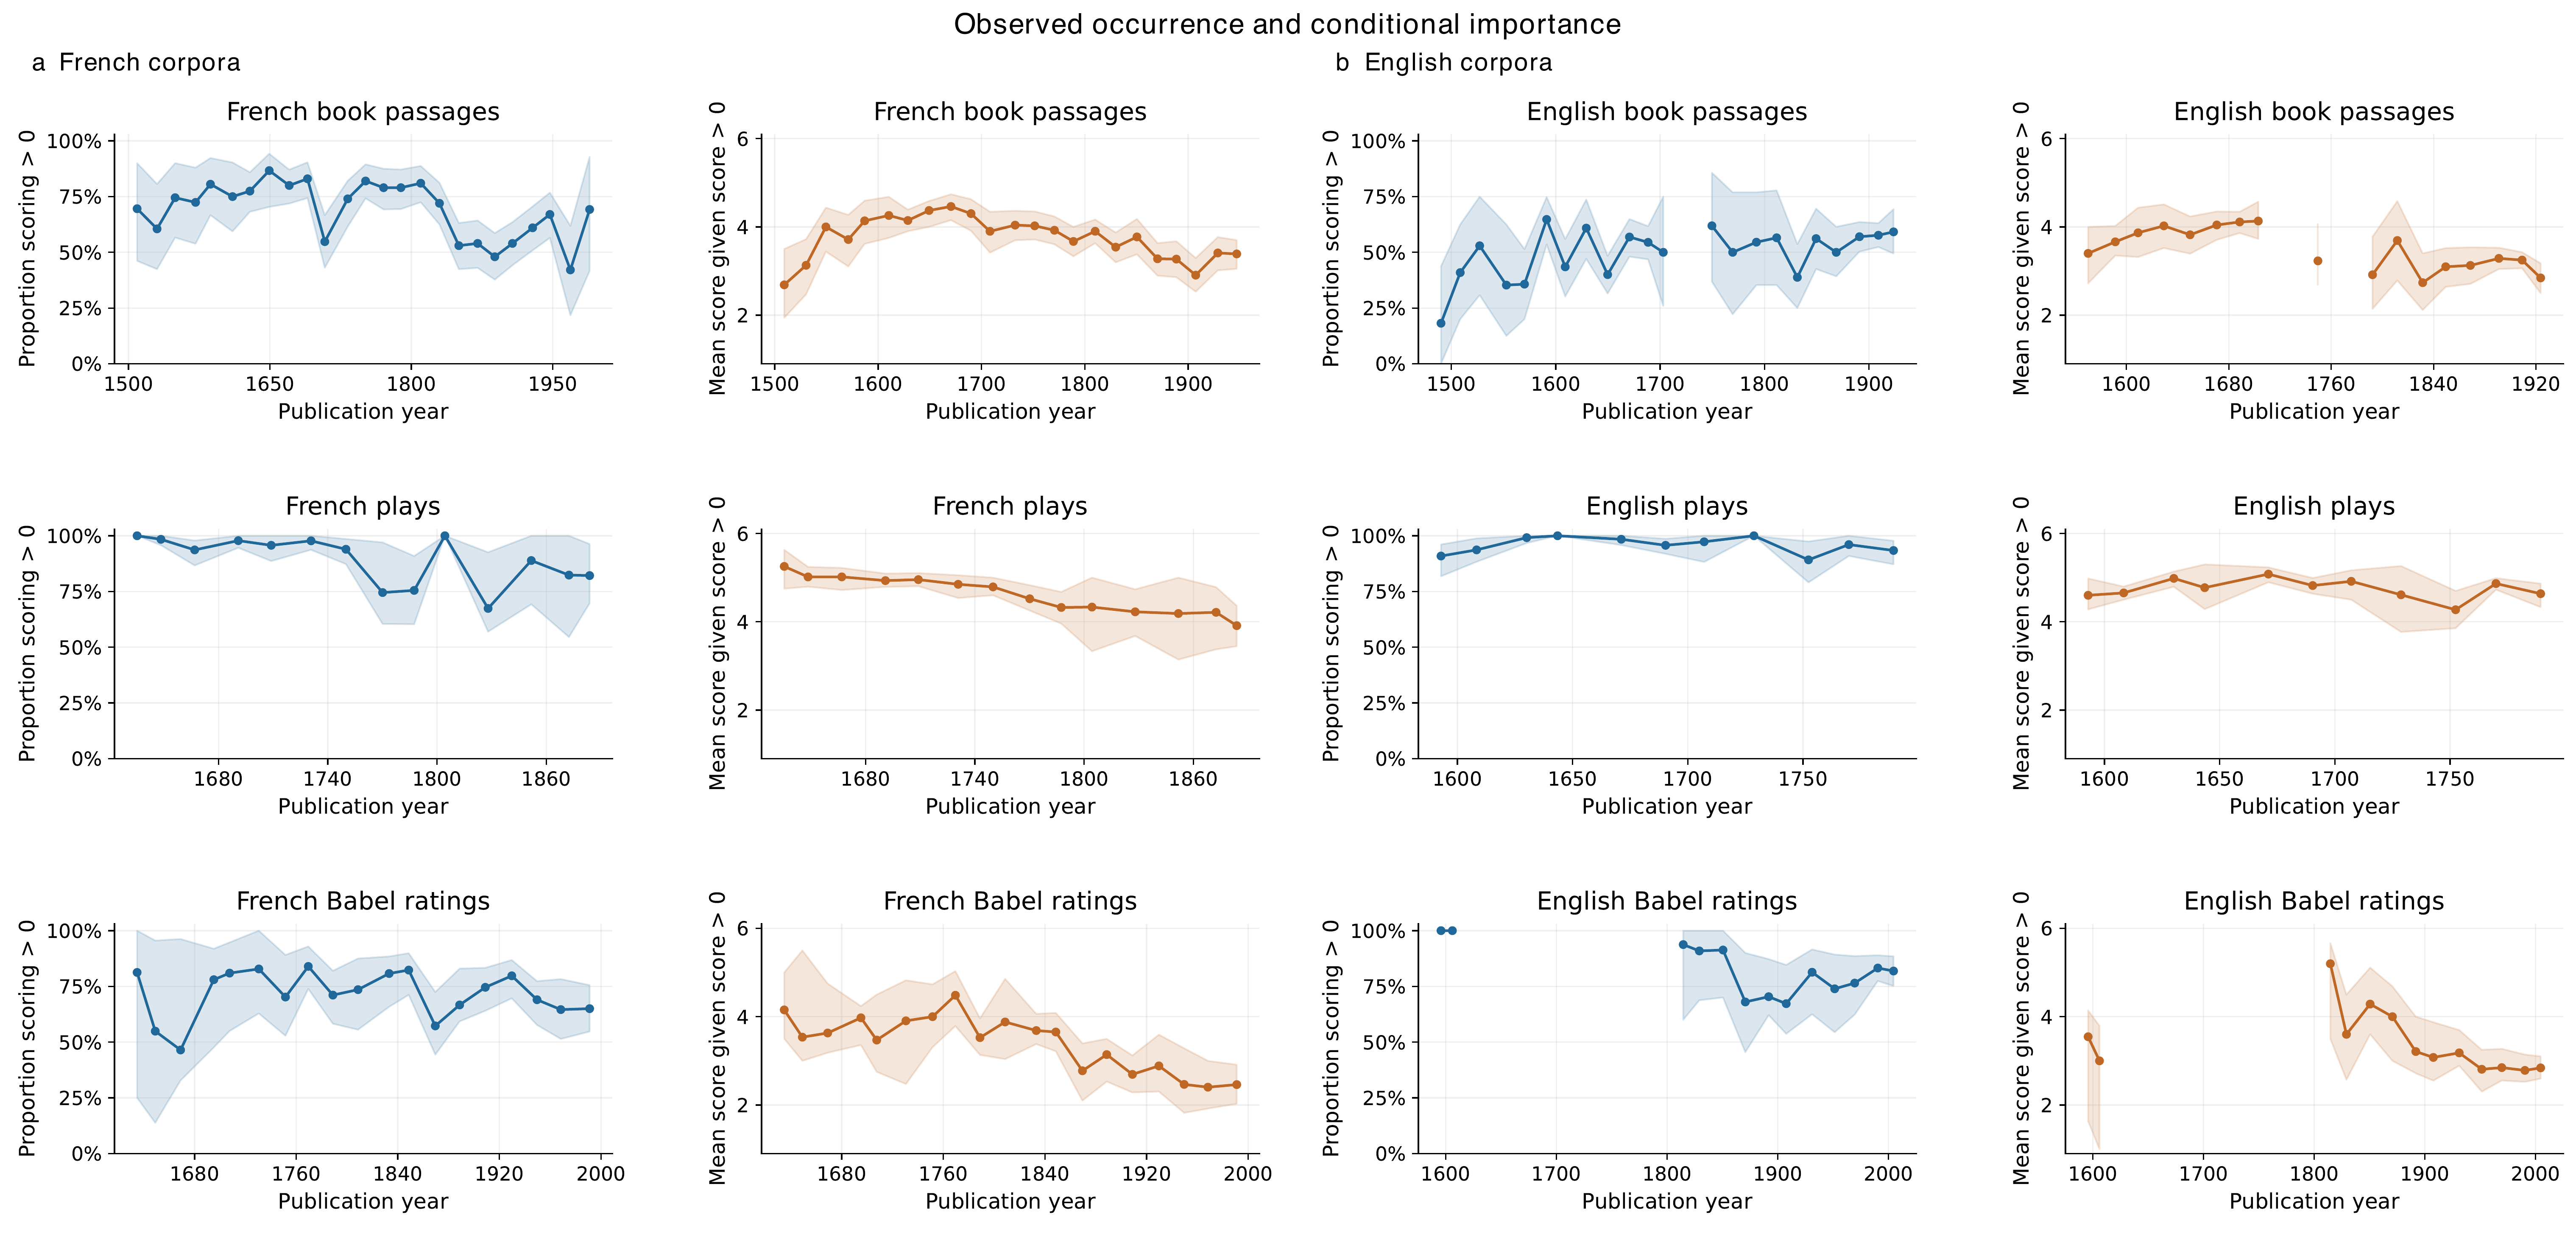 Observed occurrence and conditional importance
a French corpora
b English corpora
French book passages
Proportion scoring > 0
100%
75%
50%
25%
0%
1500 1650 1800 1950
Publication year
French book passages
Mean score given score > 0
6
4
2
1500 1600 1700 1800 1900
Publication year
English book passages
Proportion scoring > 0
100%
75%
50%
25%
0%
1500 1600 1700 1800 1900
Publication year
English book passages
Mean score given score > 0
6
4
2
1600 1680 1760 1840 1920
Publication year
French plays
Proportion scoring > 0
100%
75%
50%
25%
0%
1680 1740 1800 1860
Publication year
French plays
Mean score given score > 0
6
4
2
1680 1740 1800 1860
Publication year
English plays
Proportion scoring > 0
100%
75%
50%
25%
0%
1600 1650 1700 1750
Publication year
English plays
Mean score given score > 0
6
4
2
1600 1650 1700 1750
Publication year
French Babel ratings
Proportion scoring > 0
100%
75%
50%
25%
0%
1680 1760 1840 1920 2000
Publication year
French Babel ratings
Mean score given score > 0
6
4
2
1680 1760 1840 1920 2000
Publication year
English Babel ratings
Proportion scoring > 0
100%
75%
50%
25%
0%
1600 1700 1800 1900 2000
Publication year
English Babel ratings
Mean score given score > 0
6
4
2
1600 1700 1800 1900 2000
Publication year